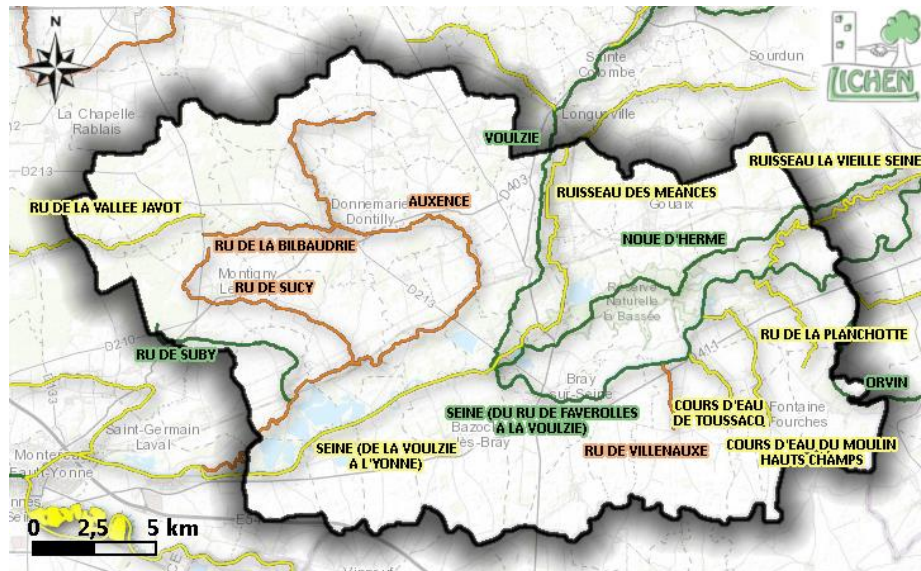 N
LICHEN
Sainte
Colombe
Sourdun
La Chapelle
Rablais
Longueville
VOULZIE
D213
RUISSEAU LA VIEILLE SEINE
D403
RU DE LA VALLEE JAVOT
AUXENCE
RUISSEAU DES MEANCES
Donnemarie
Dontilly
Gouaix
RU DE LA BILBAUDRIE
NOUE D'HERME
Montigny
RU DE SUCY
D213
Réserve
Naturelle
la Bassée
RU DE LA PLANCHOTTE
D210
RU DE SUBY
D411
ORVIN
Bray
sur-Seine
SEINE (DU RU DE FAVEROLLES
A LA VOULZIE)
COURS D'EAU
DE TOUSSACQ
Fontaine
Fourches
Saint-Germain
Laval
SEINE (DE LA VOULZIE
A L'YONNE)
lès-Bray
RU DE VILLENAUXE
COURS D'EAU DU MOULIN
HAUTS CHAMPS
0 2,5 5 km